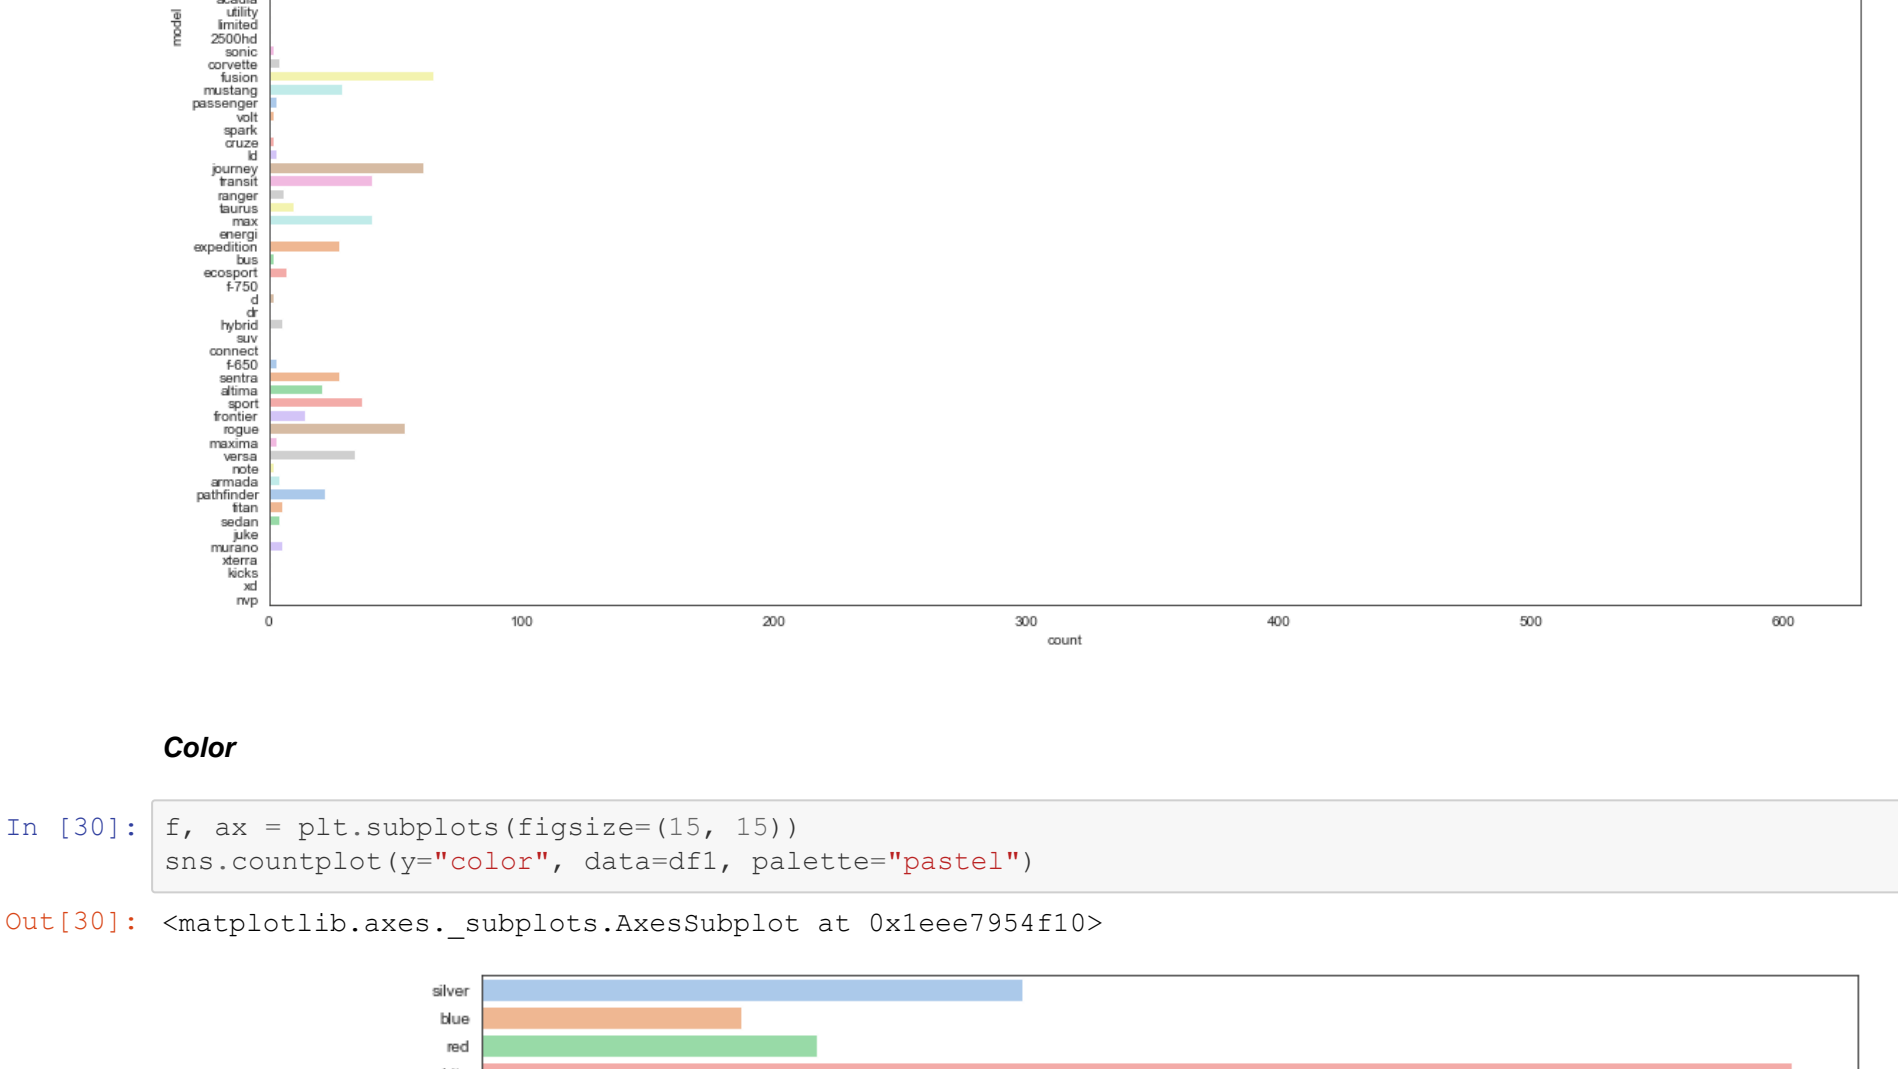 utility
limited
2500hd
sonic
corvette
fusion
mustang
passenger
volt
spark
cruze
ld
journey
transit
ranger
taurus
max
energi
expedition
bus
ecosport
f-750
d
dr
hybrid
suv
connect
f-650
sentra
altima
sport
frontier
rogue
maxima
versa
note
armada
pathfinder
titan
sedan
juke
murano
xterra
kicks
xd
nvp
model
0 100 200 300 400 500 600
count
Color
In [30]: f, ax = plt.subplots(figsize=(15, 15))
sns.countplot(y="color", data=df1, palette="pastel")
Out[30]: <matplotlib.axes._subplots.AxesSubplot at 0x1eee7954f10>
silver
blue
red